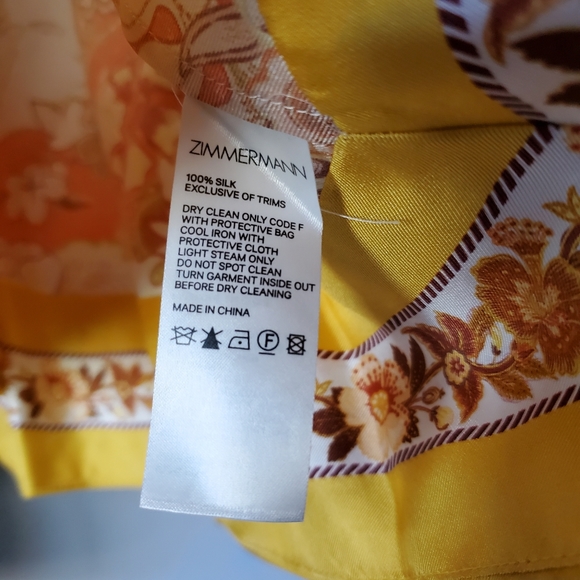 ZIMMERMANN
100% SILK
EXCLUSIVE OF TRIMS
DRY CLEAN ONLY CODE F
WITH PROTECTIVE BAG
COOL IRON WITH
PROTECTIVE CLOTH
LIGHT STEAM ONLY
DO NOT SPOT CLEAN
TURN GARMENT INSIDE OUT
BEFORE DRY CLEANING
MADE IN CHINA
F